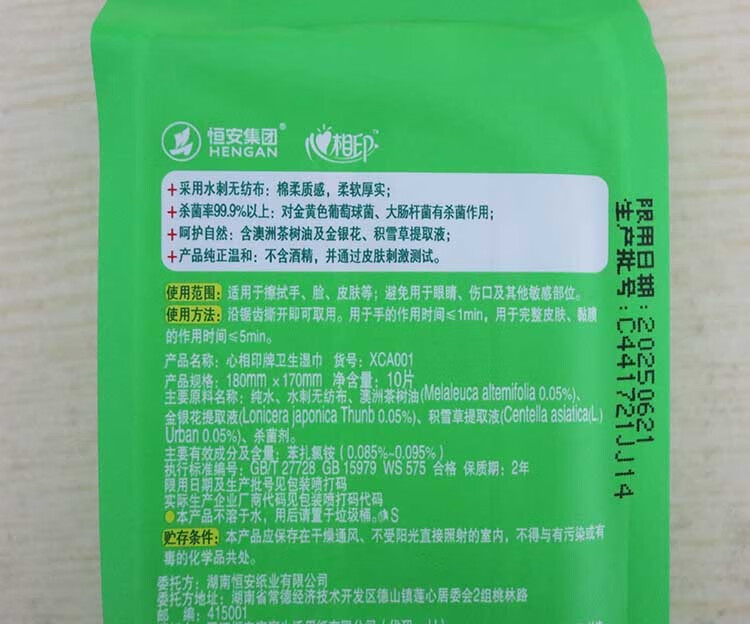 恒安集团®
HENGAN
心相印™
+采用水刺无纺布：棉柔质感，柔软厚实；
+杀菌率99.9%以上：对金黄色葡萄球菌、大肠杆菌有杀菌作用；
+呵护自然：含澳洲茶树油及金银花、积雪草提取液；
+产品纯正温和：不含酒精，并通过皮肤刺激测试。
使用范围：适用于擦拭手、脸、皮肤等；避免用于眼睛、伤口及其他敏感部位。
使用方法：沿锯齿撕开即可取用。用于手的作用时间≤1min，用于完整皮肤、黏膜
的作用时间≤5min。
产品名称：心相印牌卫生湿巾 货号：XCA001
产品规格：180mm×170mm 净含量：10片
主要原料名称：纯水、水刺无纺布、澳洲茶树油(Melaleuca altemifolia 0.05%)、
金银花提取液(Lonicera japonica Thunb 0.05%)、积雪草提取液(Centella asiatica(L)
Urban 0.05%)、杀菌剂。
主要有效成分及含量：苯扎氯铵（0.085%~0.095%）
执行标准编号：GB/T 27728 GB 15979 WS 575 合格 保质期：2年
限用日期及生产批号见包装喷打码
实际生产企业厂商代码见包装喷打码代码
本产品不溶于水，用后请置于垃圾桶。S
贮存条件：本产品应保存在干燥通风、不受阳光直接照射的室内，不得与有污染或有
毒的化学品共处。
委托方：湖南恒安纸业有限公司
委托方地址：湖南省常德经济技术开发区德山镇莲心居委会2组桃林路
邮 编：415001
限用日期:20250621
生产批号:C441721JJ14